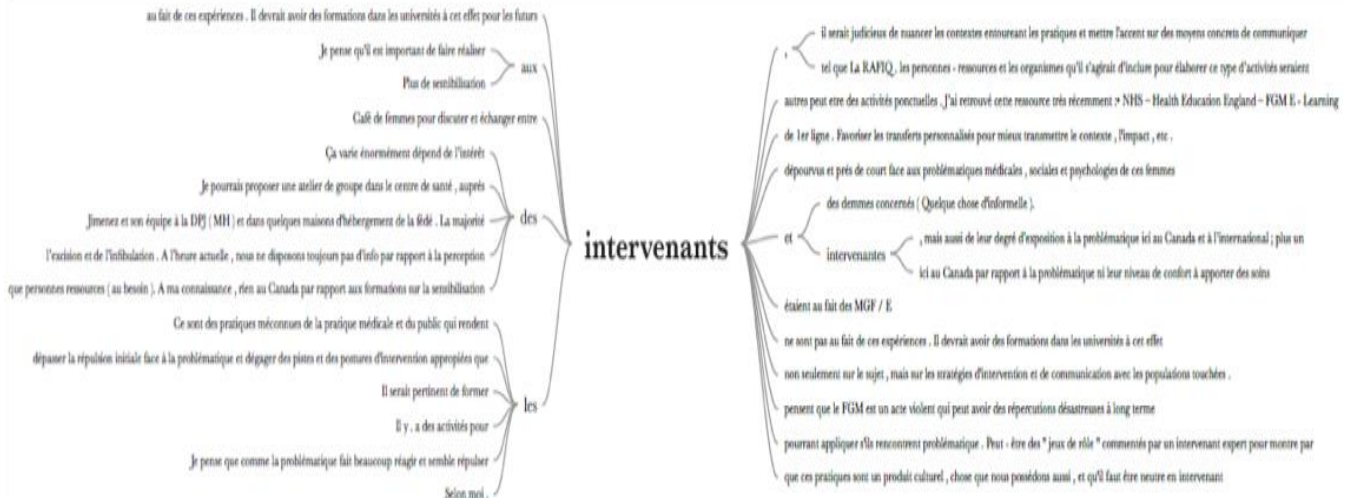 au fait de ces expériences . Il devrait avoir des formations dans les universités à cet effet pour les futurs
Je pense qu'il est important de faire réaliser
Plus de sensibilisation
aux
Café de femmes pour discuter et échanger entre
Ça varie énormément dépend de l'intérêt
Je pourrais proposer une atelier de groupe dans le centre de santé , auprès
Jimenez et son équipe à la DPJ ( MH ) et dans quelques maisons d'hébergement de la fédé . La majorité
l'excision et de l'infibulation . A l'heure actuelle , nous ne disposons toujours pas d'info par rapport à la perception
que personnes ressources ( au besoin ). A ma connaissance , rien au Canada par rapport aux formations sur la sensibilisation
des
Ce sont des pratiques méconnues de la pratique médicale et du public qui rendent
dépasser la répulsion initiale face à la problématique et dégager des pistes et des postures d'intervention appropiées que
Il serait pertinent de former
Il y . a des activités pour
Je pense que comme la problématique fait beaucoup réagir et semble répulser
Selon moi ,
les
intervenants
,
il serait judicieux de nuancer les contextes entoureant les pratiques et mettre l'accent sur des moyens concrets de communiquer
tel que La RAFIQ , les personnes - ressources et les organismes qu'il s'agirait d'inclure pour élaborer ce type d'activités seraient
autres peut etre des activités ponctuelles . J'ai retrouvé cette ressource très récemment : • NHS – Health Education England – FGM E - Learning
de 1er ligne . Favoriser les transferts personnalisés pour mieux transmettre le contexte , l'impact , etc .
dépourvus et près de court face aux problématiques médicales , sociales et psychologies de ces femmes
et
des demmes concernés ( Quelque chose d'informelle ).
intervenantes
, mais aussi de leur degré d'exposition à la problématique ici au Canada et à l'international ; plus un
ici au Canada par rapport à la problématique ni leur niveau de confort à apporter des soins
étaient au fait des MGF / E
ne sont pas au fait de ces expériences . Il devrait avoir des formations dans les universités à cet effet
non seulement sur le sujet , mais sur les stratégies d'intervention et de communication avec les populations touchées .
pensent que le FGM est un acte violent qui peut avoir des répercutions désastreuses à long terme
pourrant appliquer s'ils rencontrent problématique . Peut - être des " jeux de rôle " commentés par un intervenant expert pour montre par
que ces pratiques sont un produit culturel , chose que nous possédons aussi , et qu'il faut être neutre en intervenant